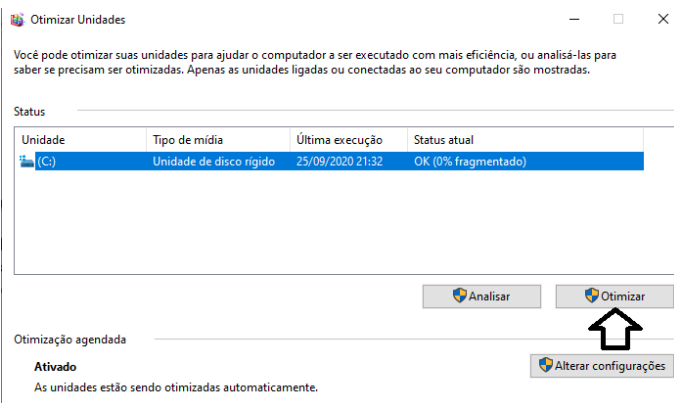 Otimizar Unidades
Você pode otimizar suas unidades para ajudar o computador a ser executado com mais eficiência, ou analisá-las para
saber se precisam ser otimizadas. Apenas as unidades ligadas ou conectadas ao seu computador são mostradas.
Status
Unidade Tipo de mídia Última execução Status atual
(C:) Unidade de disco rígido 25/09/2020 21:32 OK (0% fragmentado)
Analisar Otimizar
Otimização agendada
Ativado Alterar configurações
As unidades estão sendo otimizadas automaticamente.